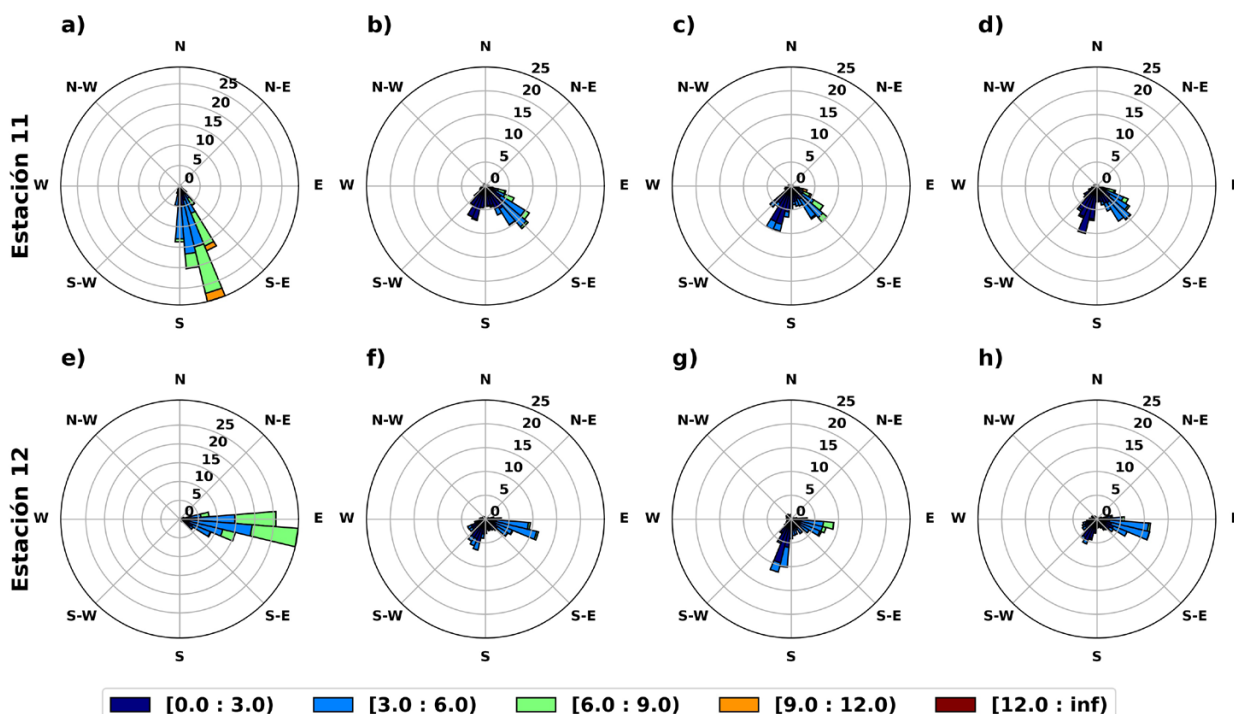 a) b) c) d)
N N N N
25 25 25
N-W 25 N-E N-W 20 N-E N-W 20 N-E N-W 20 N-E
20 15 15 15
15 10 10 10
10 5 5 5
5
0 0 0 0
W E W E W E W
Estación 11
S-W S-E S-W S-E S-W S-E S-W S-E
S S S S
e) f) g) h)
N N N N
25 25 25
N-W 25 N-E N-W 20 N-E N-W 20 N-E N-W 20 N-E
20 15 15 15
15 10 10 10
10 5 5 5
5
0 0 0 0
W E W E W E W
Estación 12
S-W S-E S-W S-E S-W S-E S-W S-E
S S S S
[0.0 : 3.0) [3.0 : 6.0) [6.0 : 9.0) [9.0 : 12.0) [12.0 : inf)